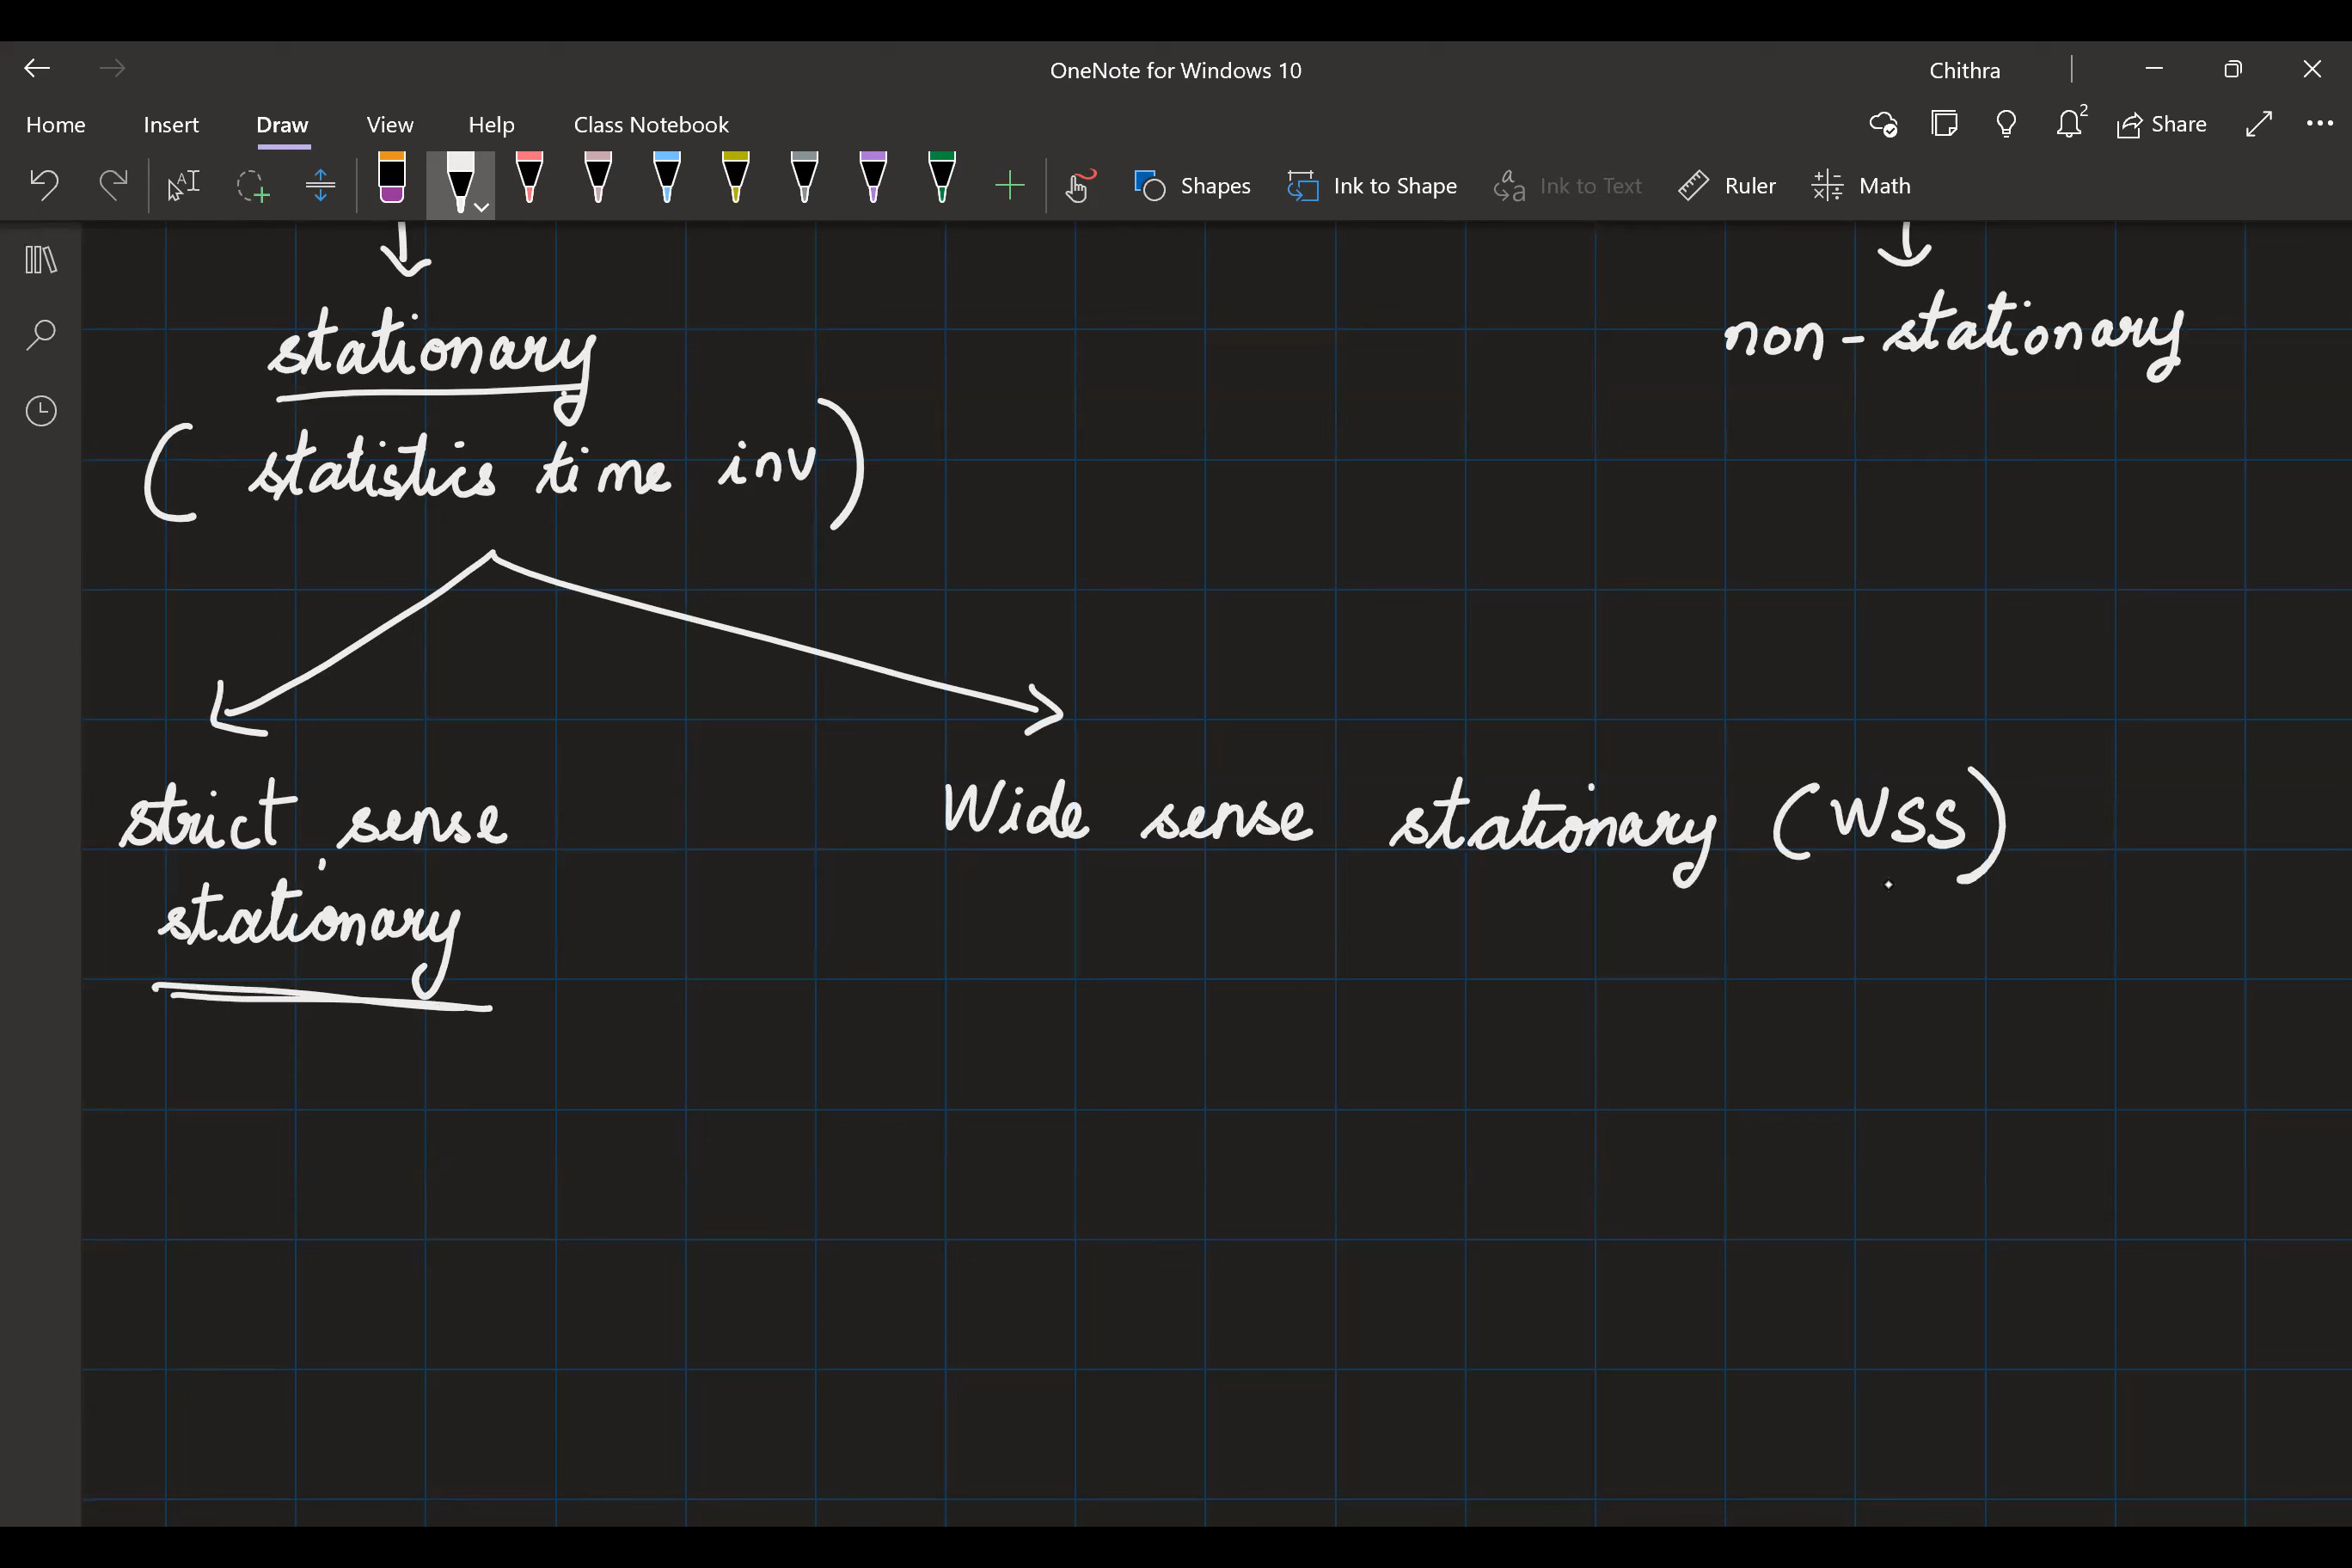 OneNote for Windows 10
Chithra
Home Insert Draw View Help Class Notebook
2
Share
Shapes Ink to Shape Ink to Text Ruler Math
stationary
non-stationary
( statistics time inv )
strict sense
stationary
Wide sense stationary (WSS)